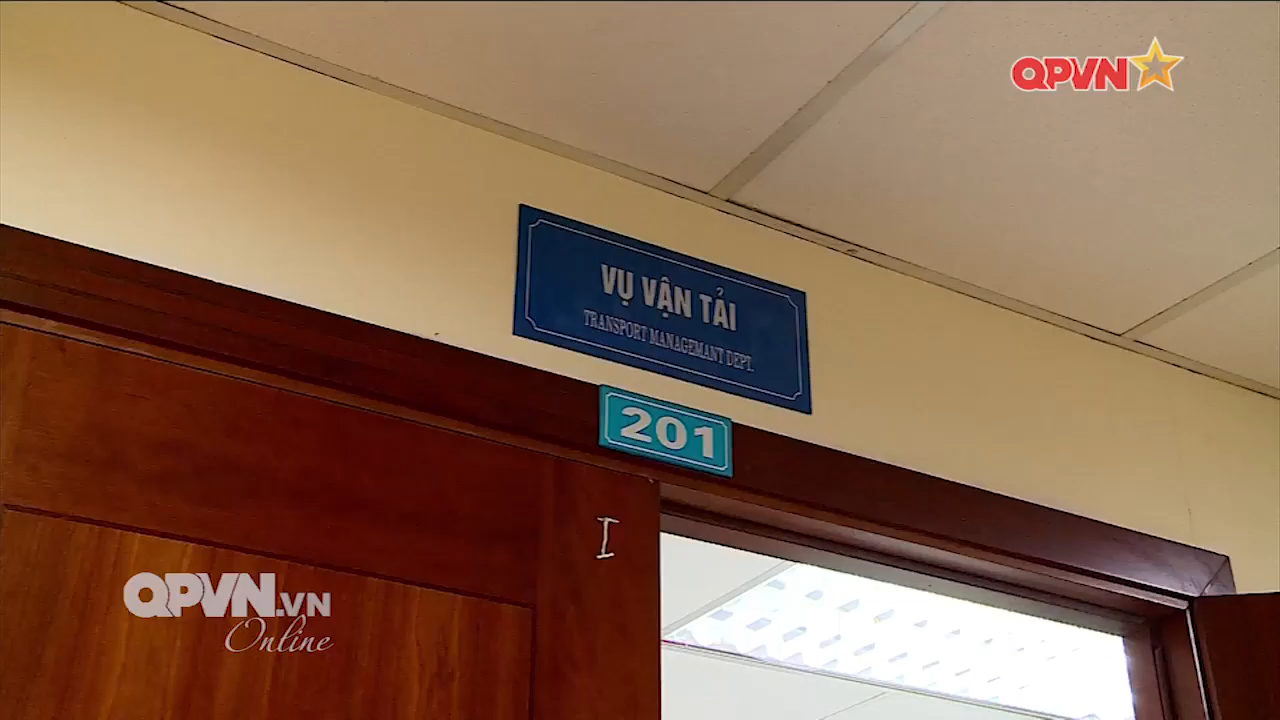 QPVN
VỤ VẬN TẢI
TRANSPORT MANAGEMANT DEPT.
201
I
QPVN.VN
Online